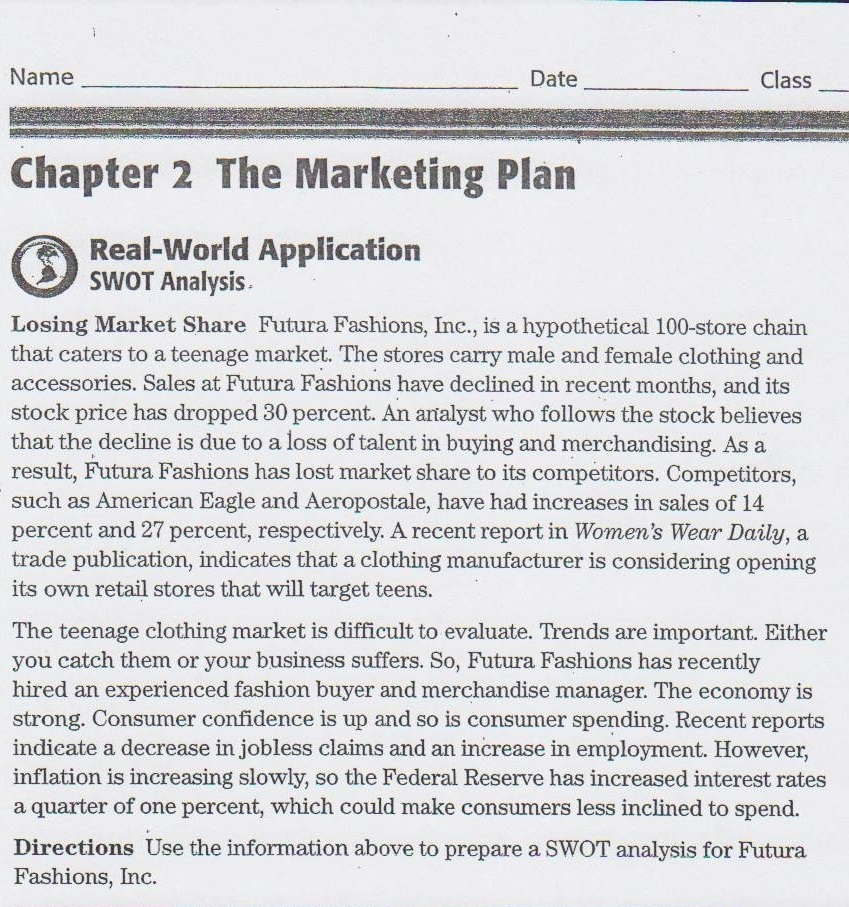 Name Date Class
Chapter 2 The Marketing Plan
Real-World Application
SWOT Analysis
Losing Market Share Futura Fashions, Inc., is a hypothetical 100-store chain
that caters to a teenage market. The stores carry male and female clothing and
accessories. Sales at Futura Fashions have declined in recent months, and its
stock price has dropped 30 percent. An analyst who follows the stock believes
that the decline is due to a loss of talent in buying and merchandising. As a
result, Futura Fashions has lost market share to its competitors. Competitors,
such as American Eagle and Aeropostale, have had increases in sales of 14
percent and 27 percent, respectively. A recent report in Women's Wear Daily, a
trade publication, indicates that a clothing manufacturer is considering opening
its own retail stores that will target teens.
The teenage clothing market is difficult to evaluate. Trends are important. Either
you catch them or your business suffers. So, Futura Fashions has recently
hired an experienced fashion buyer and merchandise manager. The economy is
strong. Consumer confidence is up and so is consumer spending. Recent reports
indicate a decrease in jobless claims and an increase in employment. However,
inflation is increasing slowly, so the Federal Reserve has increased interest rates
a quarter of one percent, which could make consumers less inclined to spend.
Directions Use the information above to prepare a SWOT analysis for Futura
Fashions, Inc.